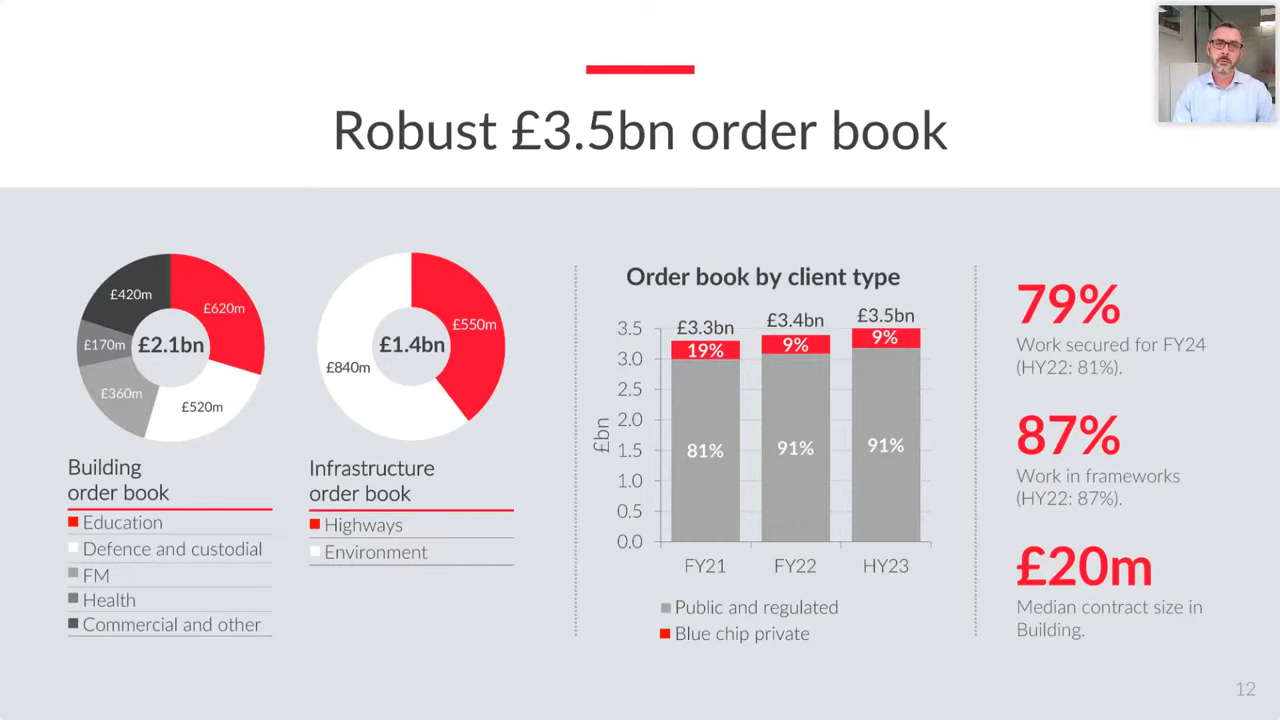 Robust £3.5bn order book
£420m
£620m
£170m
£2.1bn
£360m
£520m
Building
order book
Education
Defence and custodial
FM
Health
Commercial and other
£550m
£1.4bn
£840m
Infrastructure
order book
Highways
Environment
Order book by client type
£bn
3.5
3.0
2.5
2.0
1.5
1.0
0.5
0.0
£3.3bn
£3.4bn
£3.5bn
19%
9%
9%
81%
91%
91%
FY21
FY22
HY23
Public and regulated
Blue chip private
79%
Work secured for FY24
(HY22: 81%).
87%
Work in frameworks
(HY22: 87%).
£20m
Median contract size in
Building.
12